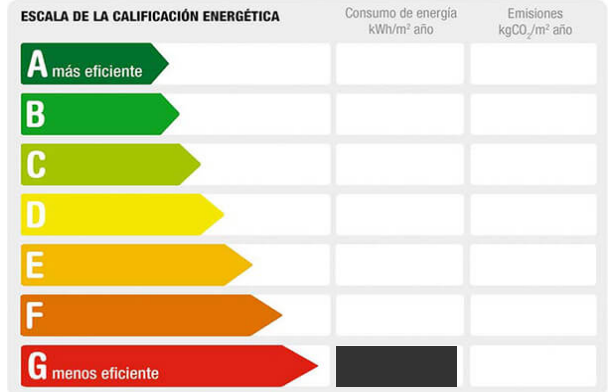 ESCALA DE LA CALIFICACIÓN ENERGÉTICA
Consumo de energía
kWh/m² año
Emisiones
kgCO₂/m² año
A más eficiente
B
C
D
E
F
G menos eficiente